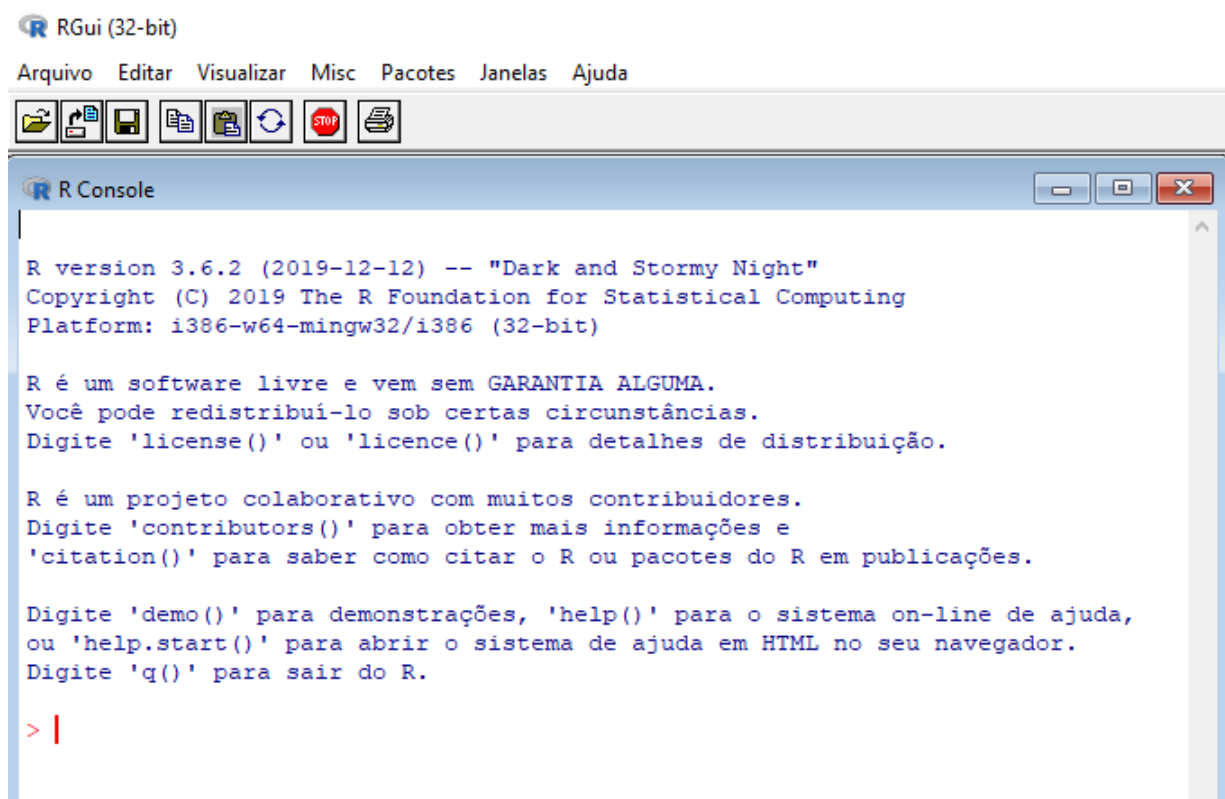 RGui (32-bit)
Arquivo Editar Visualizar Misc Pacotes Janelas Ajuda
STOP
R Console
R version 3.6.2 (2019-12-12) -- "Dark and Stormy Night"
Copyright (C) 2019 The R Foundation for Statistical Computing
Platform: i386-w64-mingw32/i386 (32-bit)
R é um software livre e vem sem GARANTIA ALGUMA.
Você pode redistribuí-lo sob certas circunstâncias.
Digite 'license()' ou 'licence()' para detalhes de distribuição.
R é um projeto colaborativo com muitos contribuidores.
Digite 'contributors()' para obter mais informações e
'citation()' para saber como citar o R ou pacotes do R em publicações.
Digite 'demo()' para demonstrações, 'help()' para o sistema on-line de ajuda,
ou 'help.start()' para abrir o sistema de ajuda em HTML no seu navegador.
Digite 'q()' para sair do R.
>